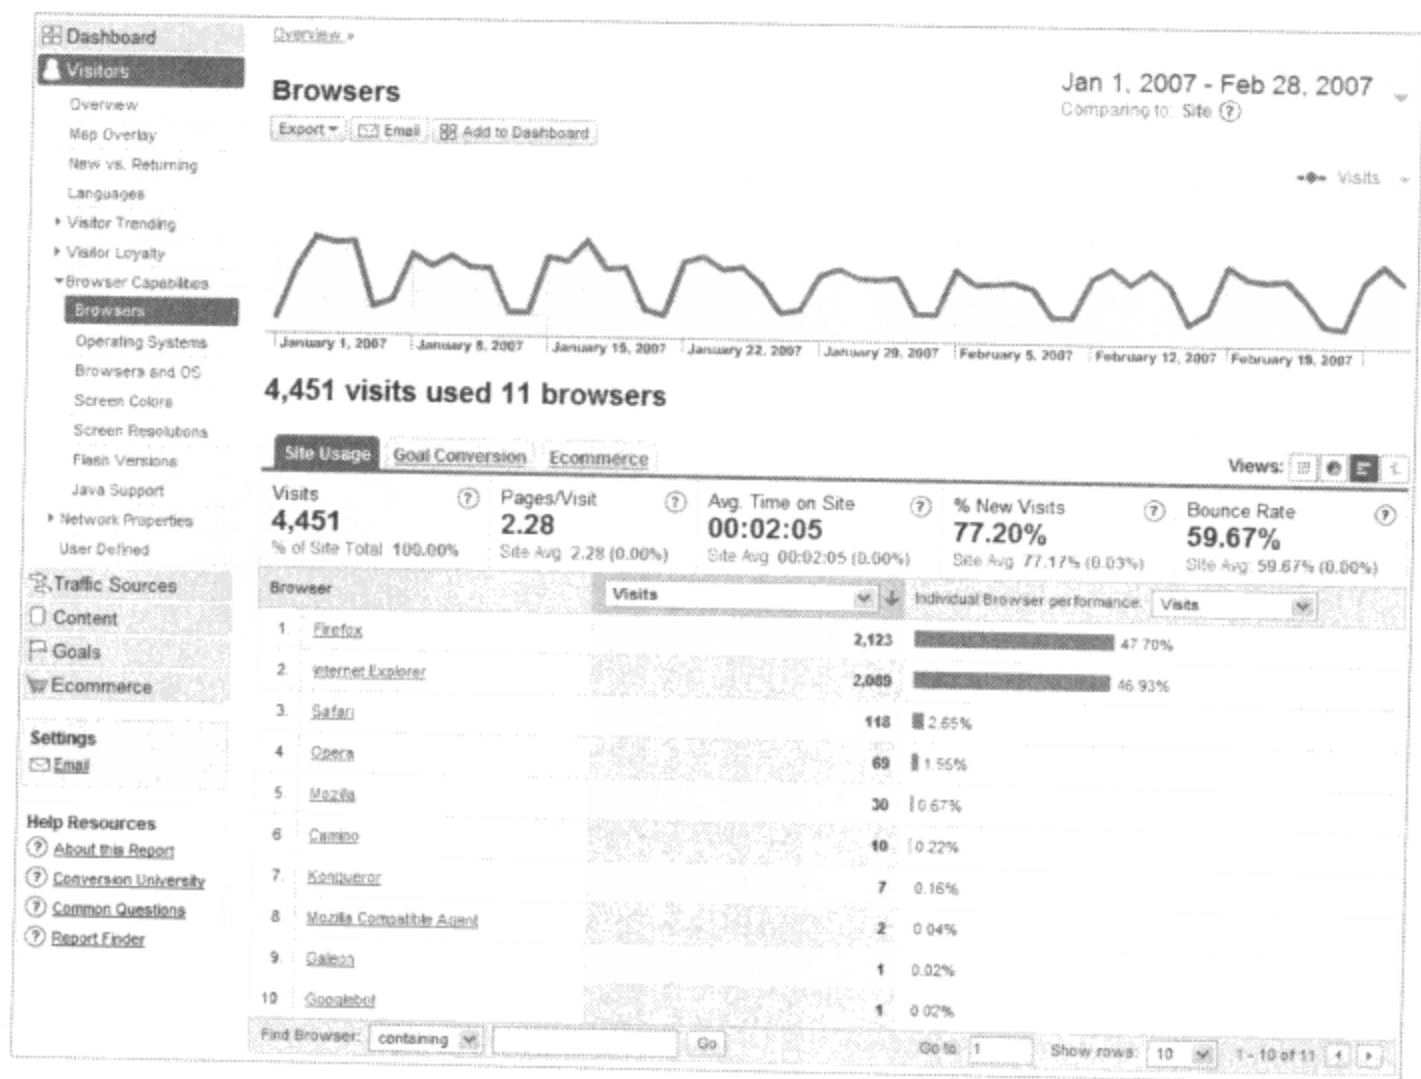 Dashboard
Visitors
Overview
Map Overlay
New vs. Returning
Languages
Visitor Trending
Visitor Loyalty
Browser Capabilities
Browsers
Operating Systems
Browsers and OS
Screen Colors
Screen Resolutions
Flash Versions
Java Support
Network Properties
User Defined
Traffic Sources
Content
Goals
Ecommerce
Settings
Email
Help Resources
About this Report
Conversion University
Common Questions
Report Finder
Overview »
Browsers
Jan 1, 2007 - Feb 28, 2007
Comparing to: Site
Export Email Add to Dashboard
Visits
January 1, 2007 January 8, 2007 January 15, 2007 January 22, 2007 January 29, 2007 February 5, 2007 February 12, 2007 February 19, 2007
4,451 visits used 11 browsers
Site Usage Goal Conversion Ecommerce Views:
Visits Pages/Visit Avg. Time on Site % New Visits Bounce Rate
4,451 2.28 00:02:05 77.20% 59.67%
% of Site Total 100.00% Site Avg 2.28 (0.00%) Site Avg 00:02:05 (0.00%) Site Avg 77.17% (0.03%) Site Avg: 59.67% (0.00%)
Browser Visits Individual Browser performance: Visits
1. Firefox 2,123 47.70%
2. Internet Explorer 2,089 46.93%
3. Safari 118 2.65%
4 Opera 69 1.55%
5. Mozilla 30 0.67%
6 Camino 10 0.22%
7. Konqueror 7 0.16%
8 Mozilla Compatible Agent 2 0.04%
9. Galeon 1 0.02%
10 Googlebot 1 0.02%
Find Browser: containing Go Go to 1 Show rows: 10 1 - 10 of 11